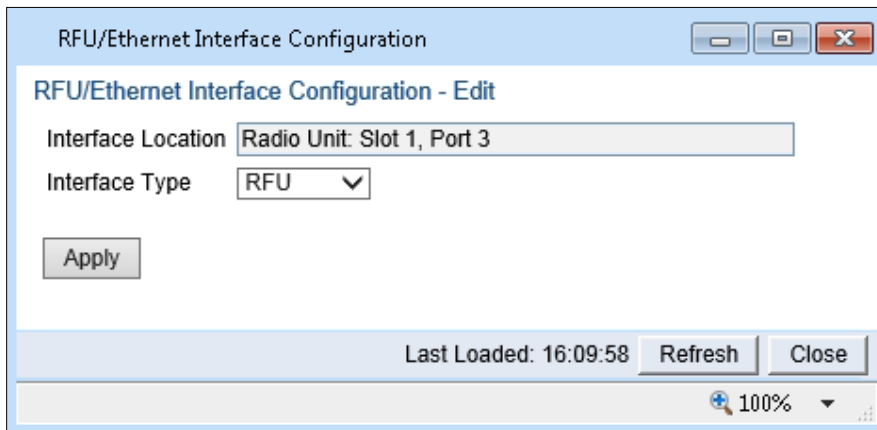 RFU/Ethernet Interface Configuration
RFU/Ethernet Interface Configuration - Edit
Interface Location Radio Unit: Slot 1, Port 3
Interface Type RFU
Apply
Last Loaded: 16:09:58 Refresh Close
100%